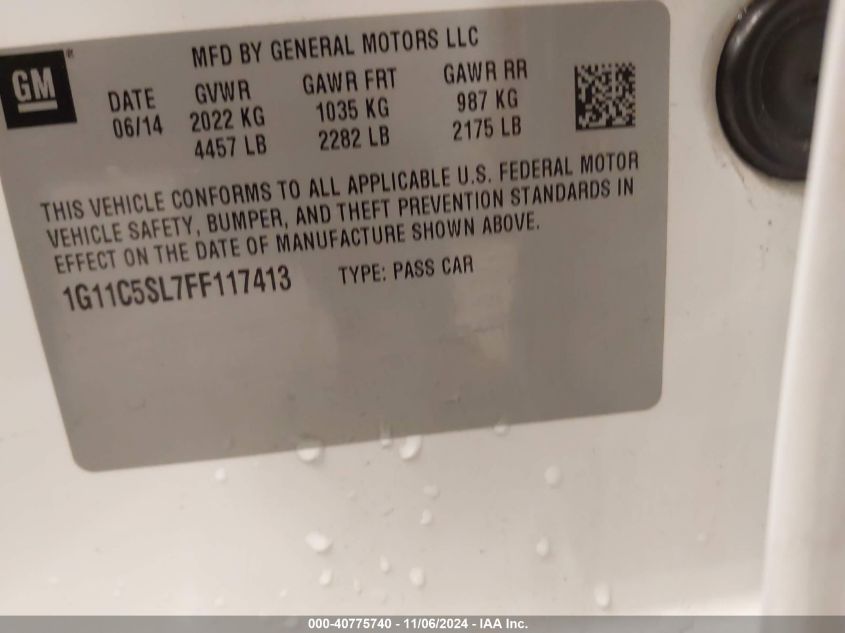 GM®
MFD BY GENERAL MOTORS LLC
DATE GVWR GAWR FRT GAWR RR
06/14 2022 KG 1035 KG 987 KG
4457 LB 2282 LB 2175 LB
THIS VEHICLE CONFORMS TO ALL APPLICABLE U.S. FEDERAL MOTOR
VEHICLE SAFETY, BUMPER, AND THEFT PREVENTION STANDARDS IN
EFFECT ON THE DATE OF MANUFACTURE SHOWN ABOVE.
1G11C5SL7FF117413 TYPE: PASS CAR
000-40775740 - 11/06/2024 - IAA Inc.